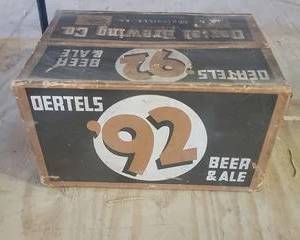 Oertel Brewing Co.
BEER
& ALE
'92
OERTELS
OERTELS
'92
BEER
& ALE